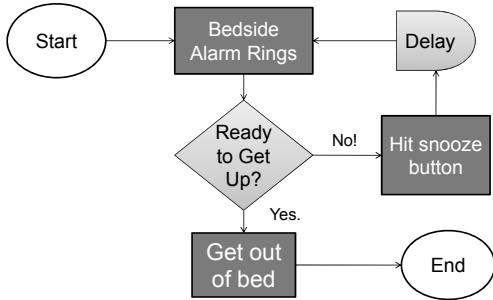 Start
Bedside
Alarm Rings
Delay
Ready
to Get
Up?
No!
Hit snooze
button
Yes.
Get out
of bed
End